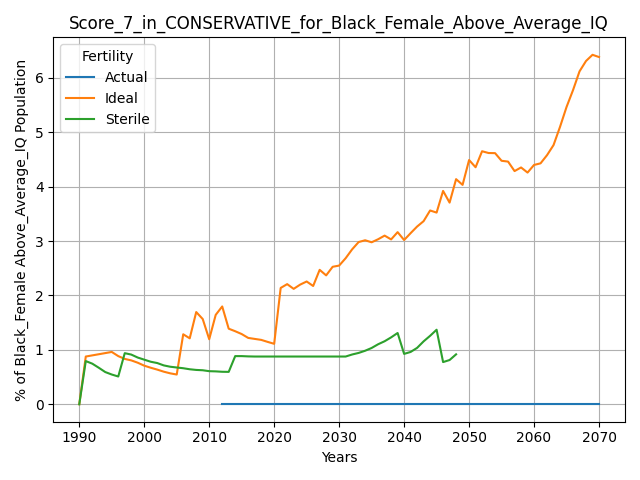 Score_7_in_CONSERVATIVE_for_Black_Female_Above_Average_IQ
% of Black_Female Above_Average_IQ Population
Fertility
Actual
Ideal
Sterile
6
5
4
3
2
1
0
1990 2000 2010 2020 2030 2040 2050 2060 2070
Years